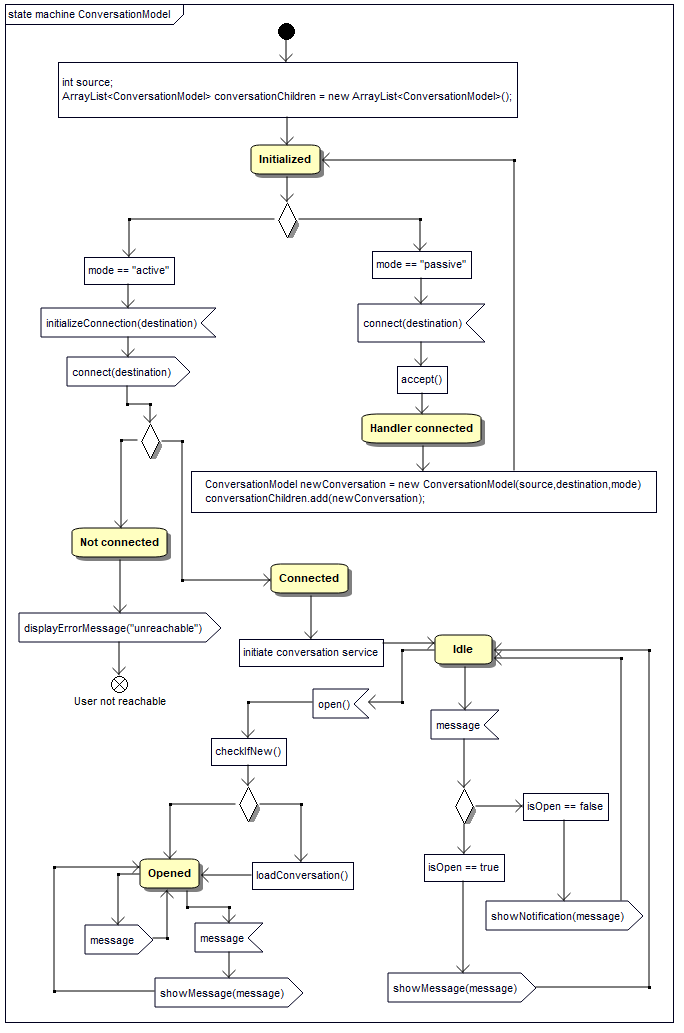 state machine ConversationModel
int source;
ArrayList<ConversationModel> conversationChildren = new ArrayList<ConversationModel>();
Initialized
mode == "active"
mode == "passive"
initializeConnection(destination)
connect(destination)
connect(destination)
accept()
Handler connected
ConversationModel newConversation = new ConversationModel(source,destination,mode)
conversationChildren.add(newConversation);
Not connected
Connected
displayErrorMessage("unreachable")
initiate conversation service
Idle
User not reachable
open()
message
checkIfNew()
isOpen == false
isOpen == true
Opened
loadConversation()
showNotification(message)
message
message
showMessage(message)
showMessage(message)